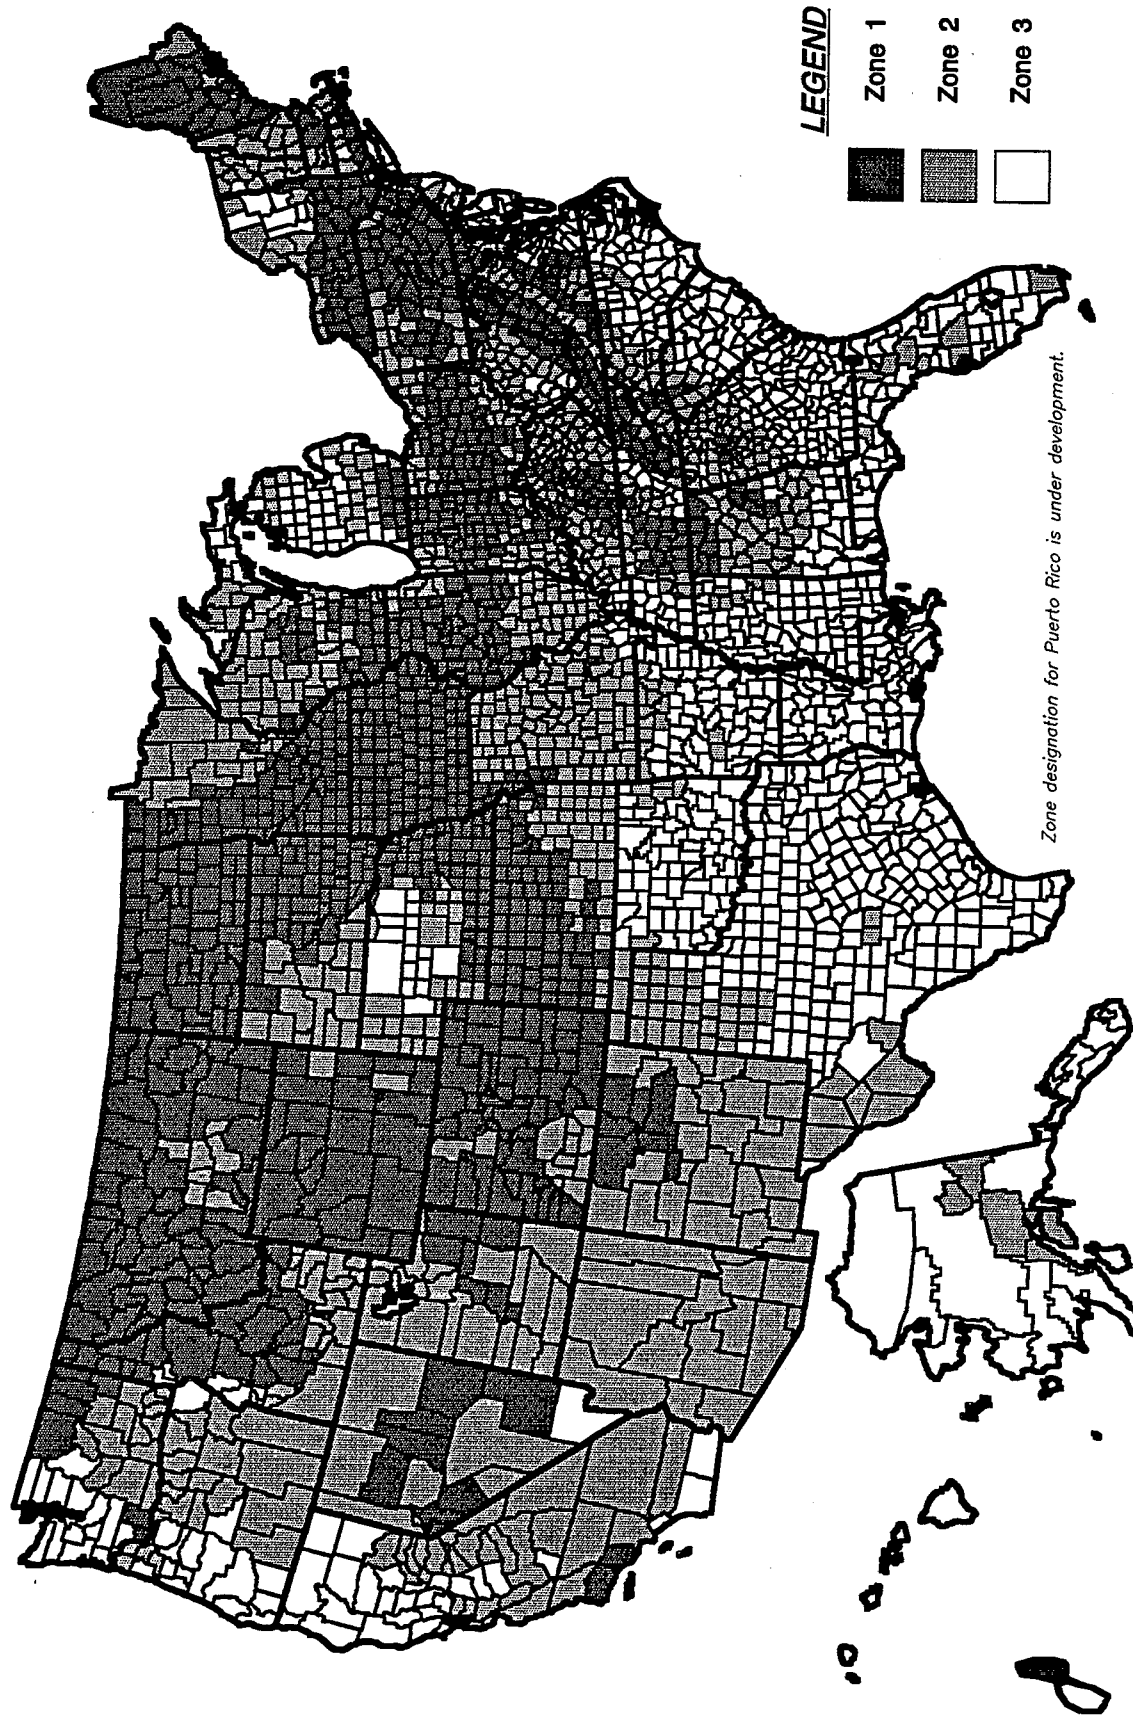 LEGEND
Zone 1
Zone 2
Zone 3
Zone designation for Puerto Rico is under development.